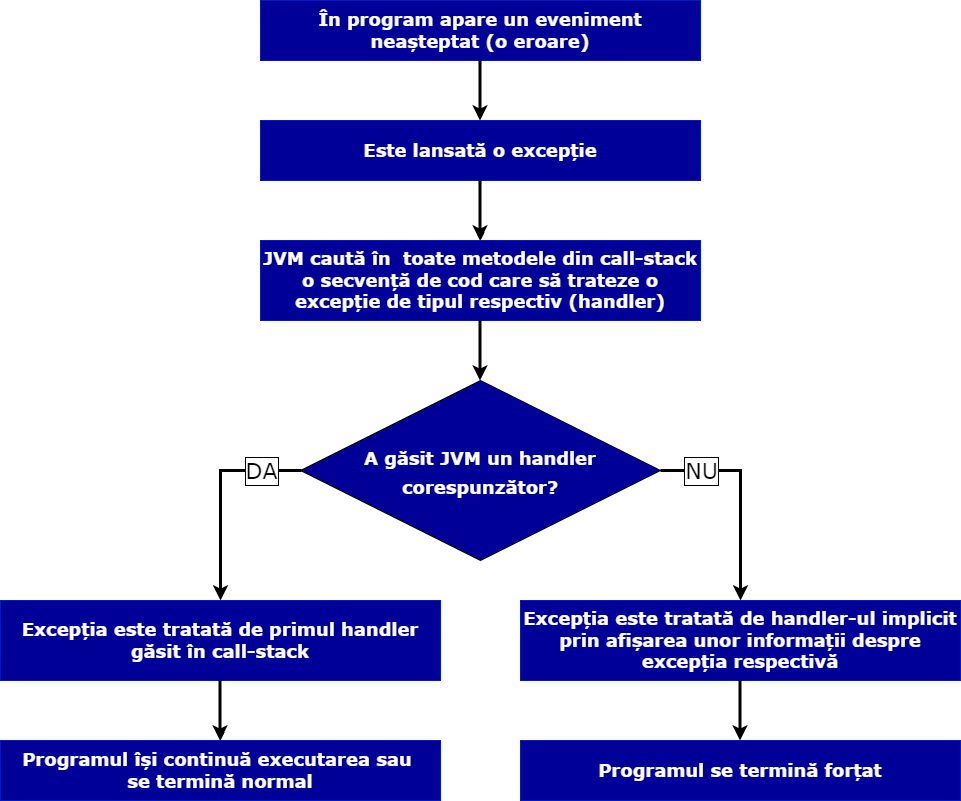 În program apare un eveniment
neașteptat (o eroare)
Este lansată o excepție
JVM caută în  toate metodele din call-stack
o secvență de cod care să trateze o
excepție de tipul respectiv (handler)
A găsit JVM un handler
corespunzător?
DA
NU
Excepția este tratată de primul handler
găsit în call-stack
Excepția este tratată de handler-ul implicit
prin afișarea unor informații despre
excepția respectivă
Programul își continuă executarea sau
se termină normal
Programul se termină forțat